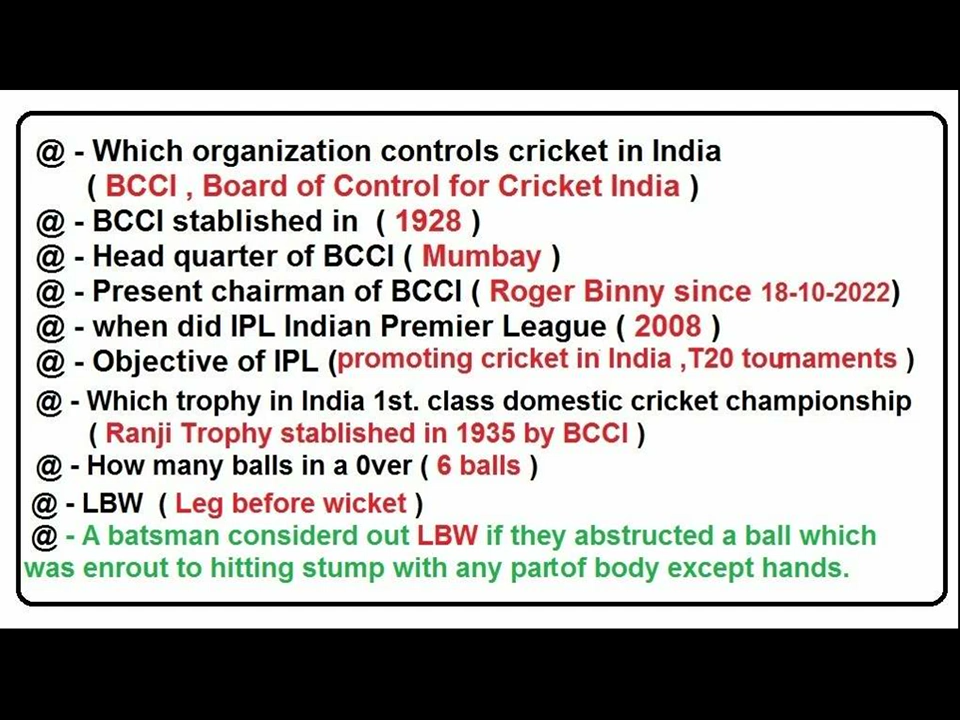 @ - Which organization controls cricket in India
( BCCI , Board of Control for Cricket India )
@ - BCCI stablished in ( 1928 )
@ - Head quarter of BCCI ( Mumbay )
@ - Present chairman of BCCI ( Roger Binny since 18-10-2022)
@ - when did IPL Indian Premier League ( 2008 )
@ - Objective of IPL (promoting cricket in India ,T20 tournaments )
@ - Which trophy in India 1st. class domestic cricket championship
( Ranji Trophy stablished in 1935 by BCCI )
@ - How many balls in a 0ver ( 6 balls )
@ - LBW ( Leg before wicket )
@ - A batsman considerd out LBW if they abstructed a ball which
was enrout to hitting stump with any part of body except hands.